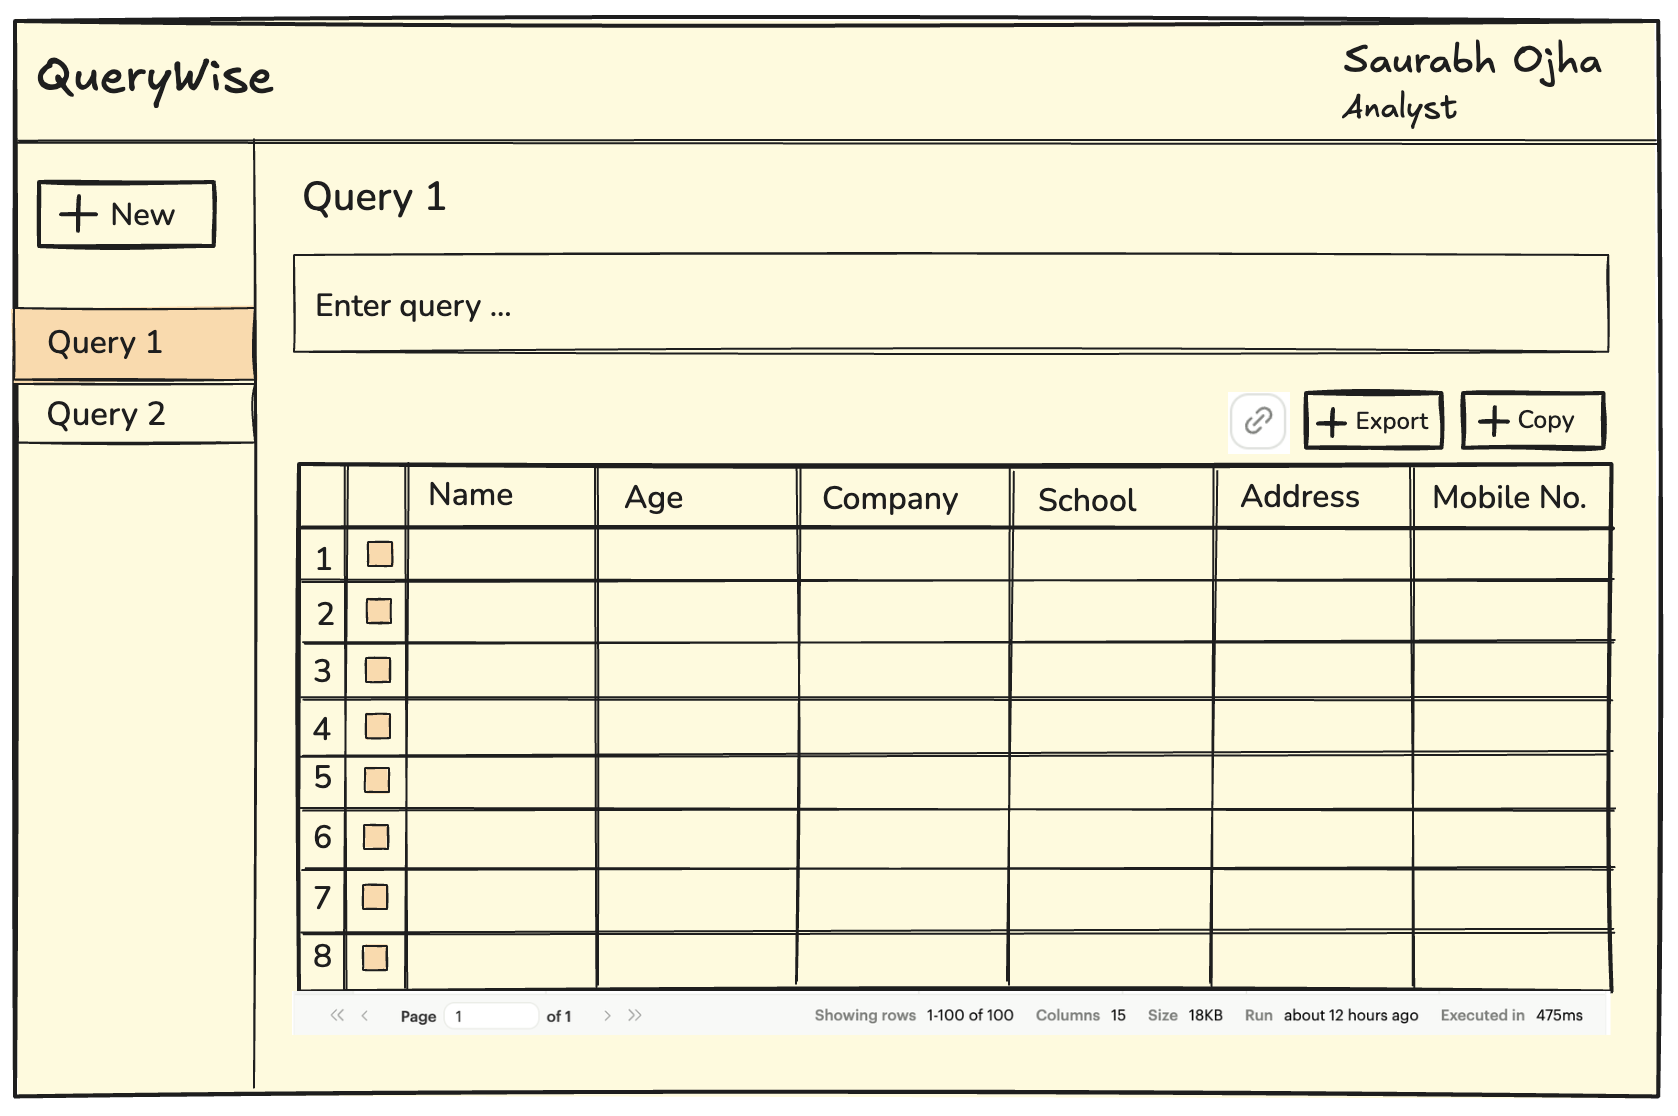 QueryWise
Saurabh Ojha
Analyst
+ New
Query 1
Query 2
Query 1
Enter query ...
+ Export
+ Copy
Name Age Company School Address Mobile No.
1
2
3
4
5
6
7
8
Page 1 of 1 Showing rows 1-100 of 100 Columns 15 Size 18KB Run about 12 hours ago Executed in 475ms